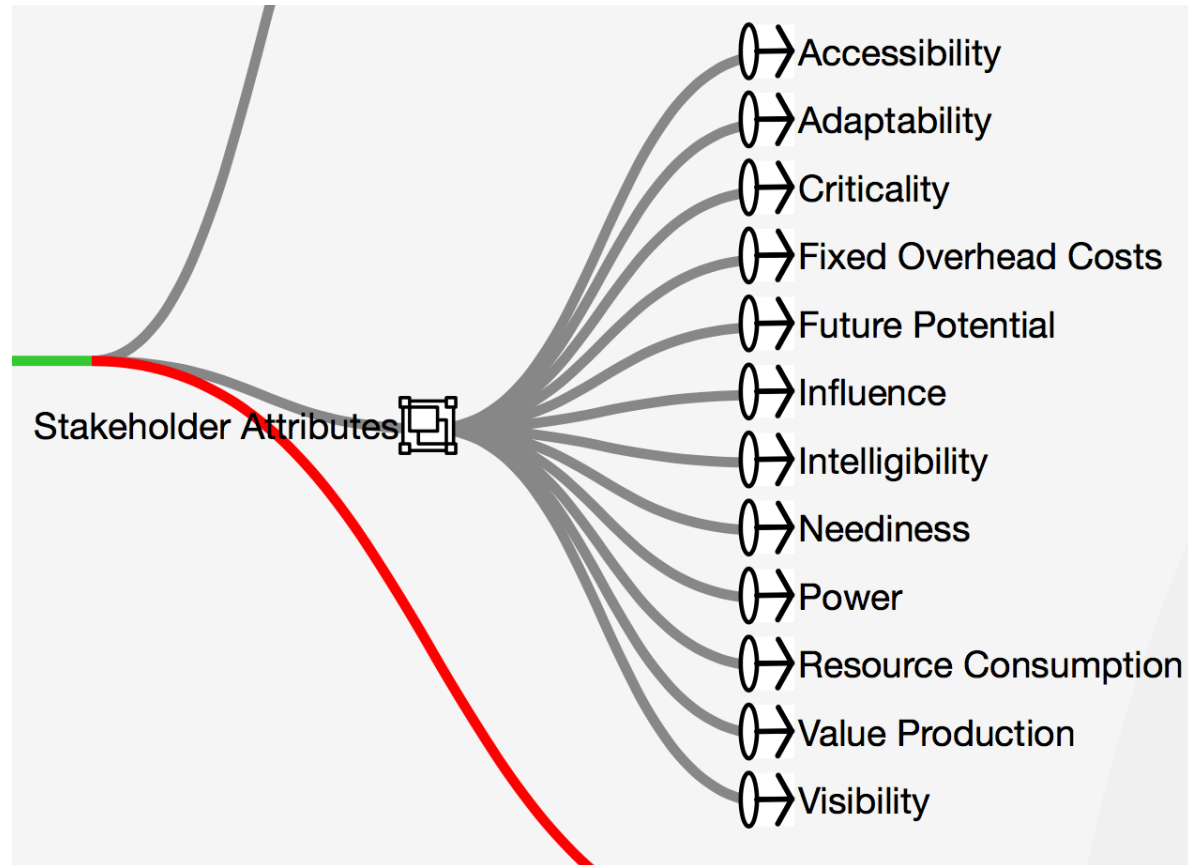 Accessibility
Adaptability
Criticality
Fixed Overhead Costs
Future Potential
Influence
Stakeholder Attributes
Intelligibility
Neediness
Power
Resource Consumption
Value Production
Visibility